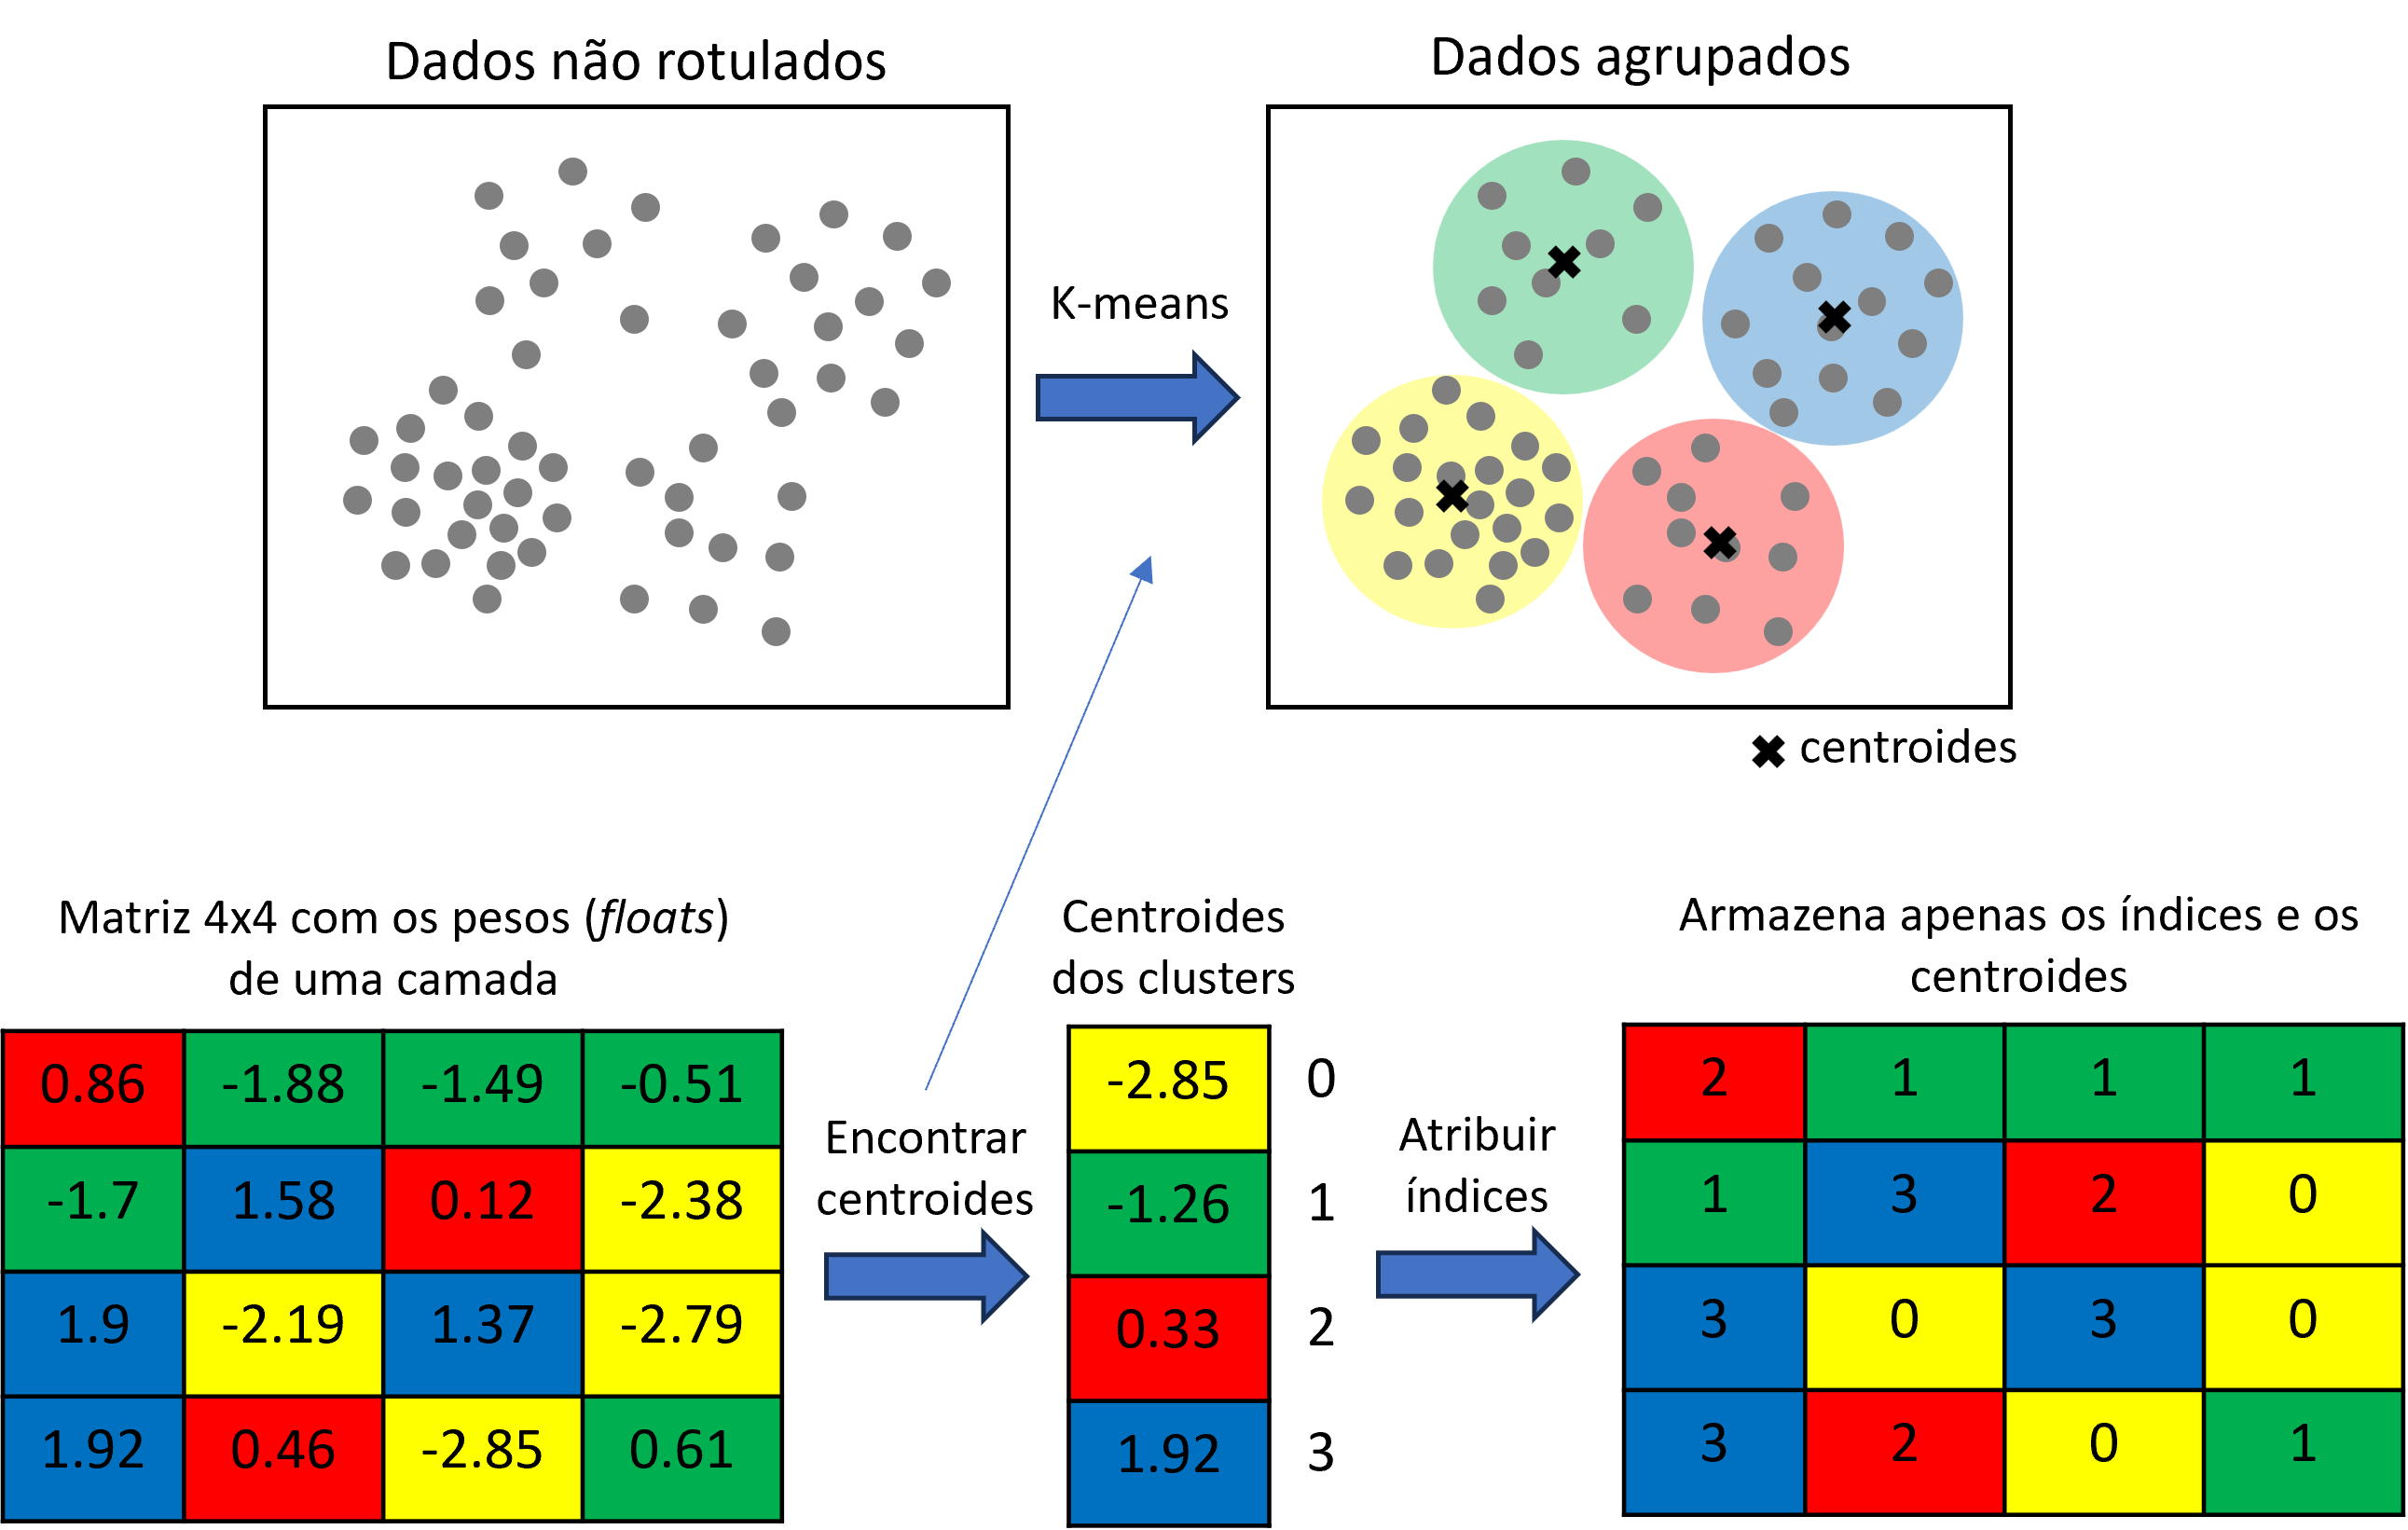 Dados não rotulados
Dados agrupados
K-means
centroides
Matriz 4x4 com os pesos (floats)
de uma camada
Centroides
dos clusters
Armazena apenas os índices e os
centroides
0.86 -1.88 -1.49 -0.51
-1.7 1.58 0.12 -2.38
1.9 -2.19 1.37 -2.79
1.92 0.46 -2.85 0.61
Encontrar
centroides
-2.85 0
-1.26 1
0.33 2
1.92 3
Atribuir
índices
2 1 1 1
1 3 2 0
3 0 3 0
3 2 0 1